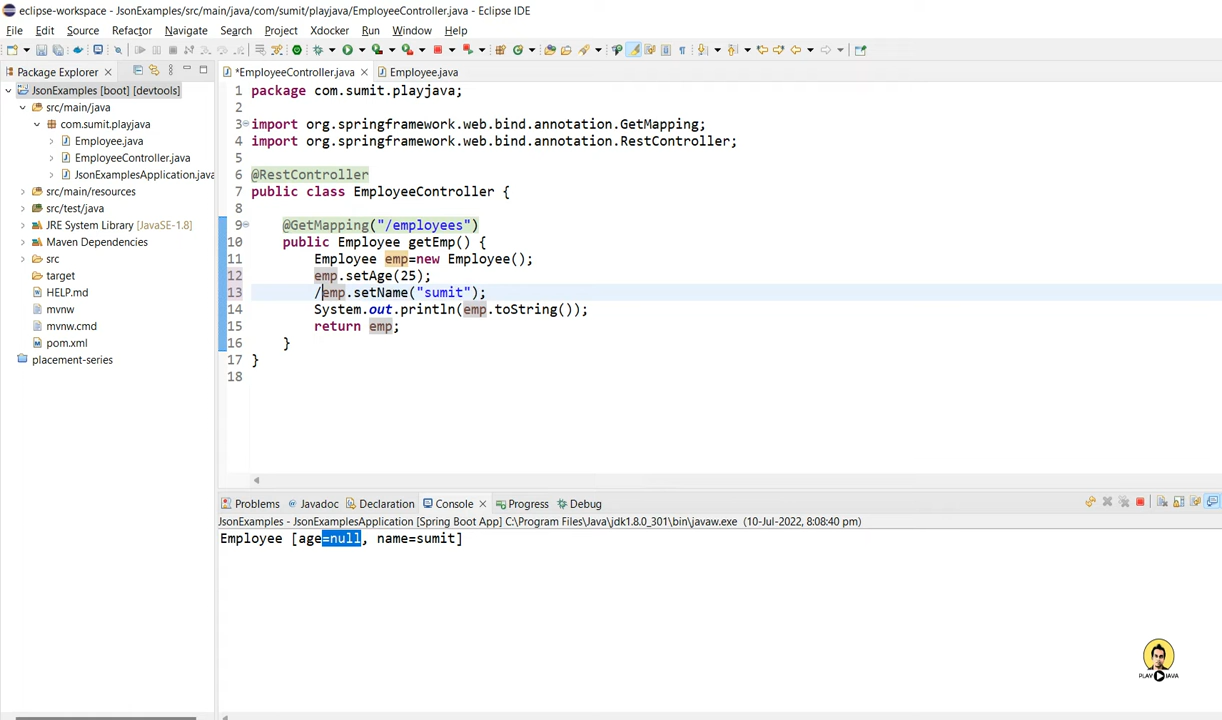 eclipse-workspace - JsonExamples/src/main/java/com/sumit/playjava/EmployeeController.java - Eclipse IDE
File Edit Source Refactor Navigate Search Project Xdocker Run Window Help
Package Explorer
*EmployeeController.java
Employee.java
JsonExamples [boot] [devtools]
src/main/java
com.sumit.playjava
Employee.java
EmployeeController.java
JsonExamplesApplication.java
src/main/resources
src/test/java
JRE System Library [JavaSE-1.8]
Maven Dependencies
src
target
HELP.md
mvnw
mvnw.cmd
pom.xml
placement-series
1 package com.sumit.playjava;
2
3 import org.springframework.web.bind.annotation.GetMapping;
4 import org.springframework.web.bind.annotation.RestController;
5
6 @RestController
7 public class EmployeeController {
8
9 @GetMapping("/employees")
10 public Employee getEmp() {
11 Employee emp=new Employee();
12 emp.setAge(25);
13 /emp.setName("sumit");
14 System.out.println(emp.toString());
15 return emp;
16 }
17 }
18
Problems Javadoc Declaration Console Progress Debug
JsonExamples - JsonExamplesApplication [Spring Boot App] C:\Program Files\Java\jdk1.8.0_301\bin\javaw.exe (10-Jul-2022, 8:08:40 pm)
Employee [age=null, name=sumit]
PLAY JAVA